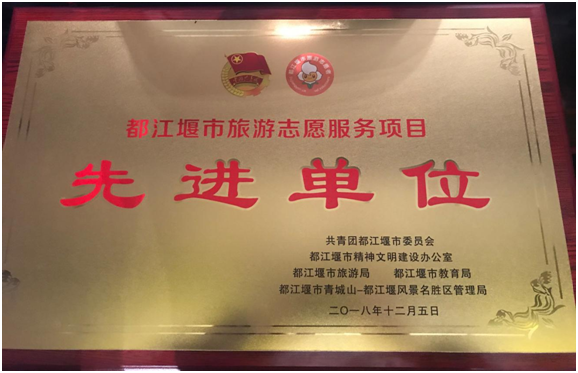 都江堰市旅游志愿服务项目
先进单位
共青团都江堰市委员会
都江堰市精神文明建设办公室
都江堰市旅游局 都江堰市教育局
都江堰市青城山–都江堰风景名胜区管理局
二〇一八年十二月五日